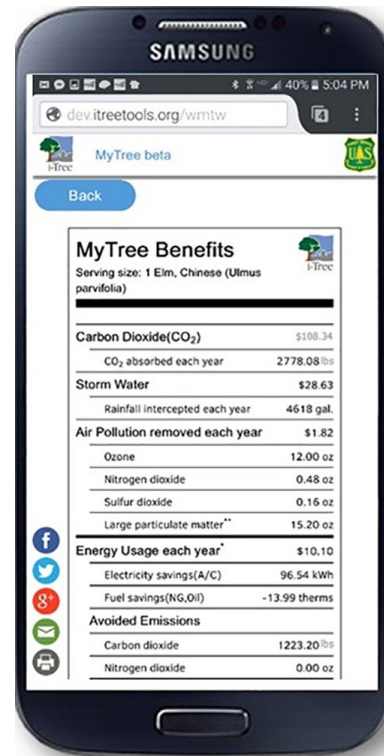 SAMSUNG
40% 5:04 PM
dev.itreetools.org/wmtw
4
i-Tree
MyTree beta
UAS
Back
MyTree Benefits
Serving size: 1 Elm, Chinese (Ulmus
parvifolia)
i-Tree
Carbon Dioxide(CO₂) $108.34
CO₂ absorbed each year 2778.08 lbs
Storm Water $28.63
Rainfall intercepted each year 4618 gal.
Air Pollution removed each year $1.82
Ozone 12.00 oz
Nitrogen dioxide 0.48 oz
Sulfur dioxide 0.16 oz
Large particulate matter** 15.20 oz
Energy Usage each year* $10.10
Electricity savings(A/C) 96.54 kWh
Fuel savings(NG,Oil) -13.99 therms
Avoided Emissions
Carbon dioxide 1223.20 lbs
Nitrogen dioxide 0.00 oz
f
8+